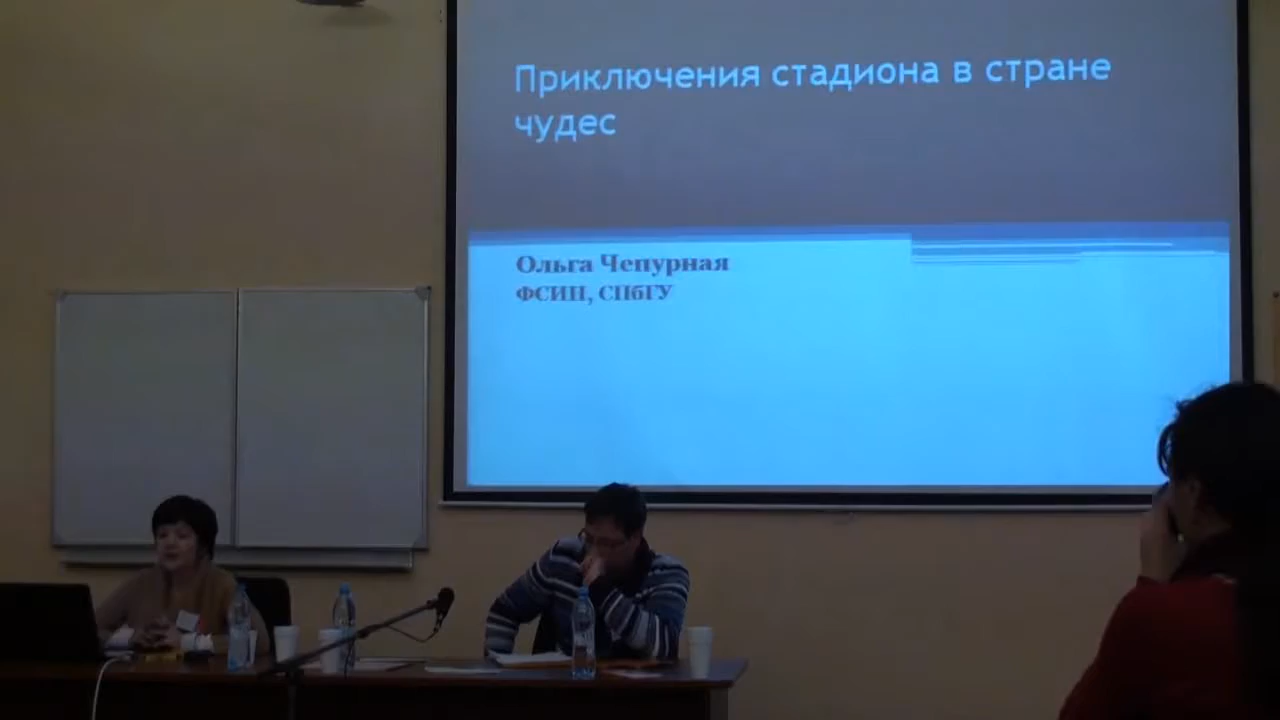 Приключения стадиона в стране
чудес
Ольга Чепурная
ФСИН, СПбГУ